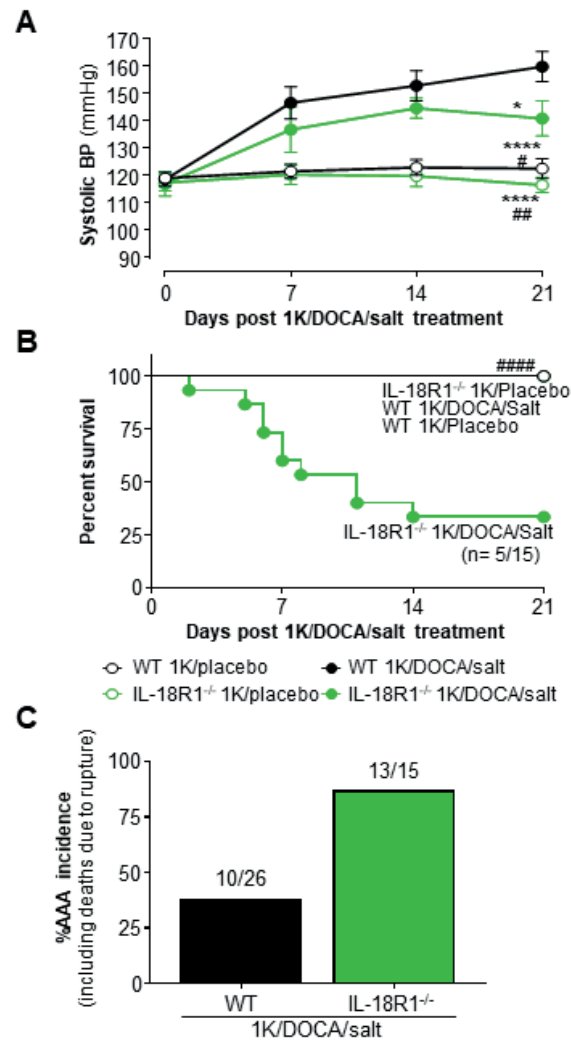 A
Systolic BP (mmHg)
170
160
150
140
130
120
110
100
90
*
****
#
****
##
0 7 14 21
Days post 1K/DOCA/salt treatment
B
Percent survival
100
75
50
25
0
####
IL-18R1-/- 1K/Placebo
WT 1K/DOCA/Salt
WT 1K/Placebo
IL-18R1-/- 1K/DOCA/Salt
(n= 5/15)
0 7 14 21
Days post 1K/DOCA/salt treatment
WT 1K/placebo WT 1K/DOCA/salt
IL-18R1-/- 1K/placebo IL-18R1-/- 1K/DOCA/salt
C
%AAA incidence
(including deaths due to rupture)
100
75
50
25
0
10/26
13/15
WT IL-18R1-/-
1K/DOCA/salt